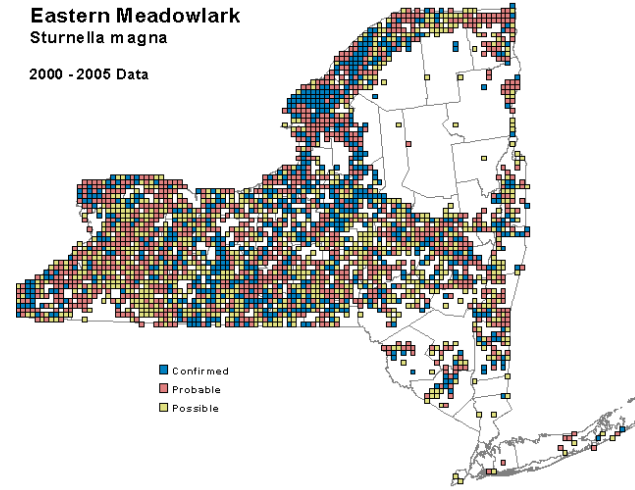 Eastern Meadowlark
Sturnella magna
2000 - 2005 Data
Confirmed
Probable
Possible